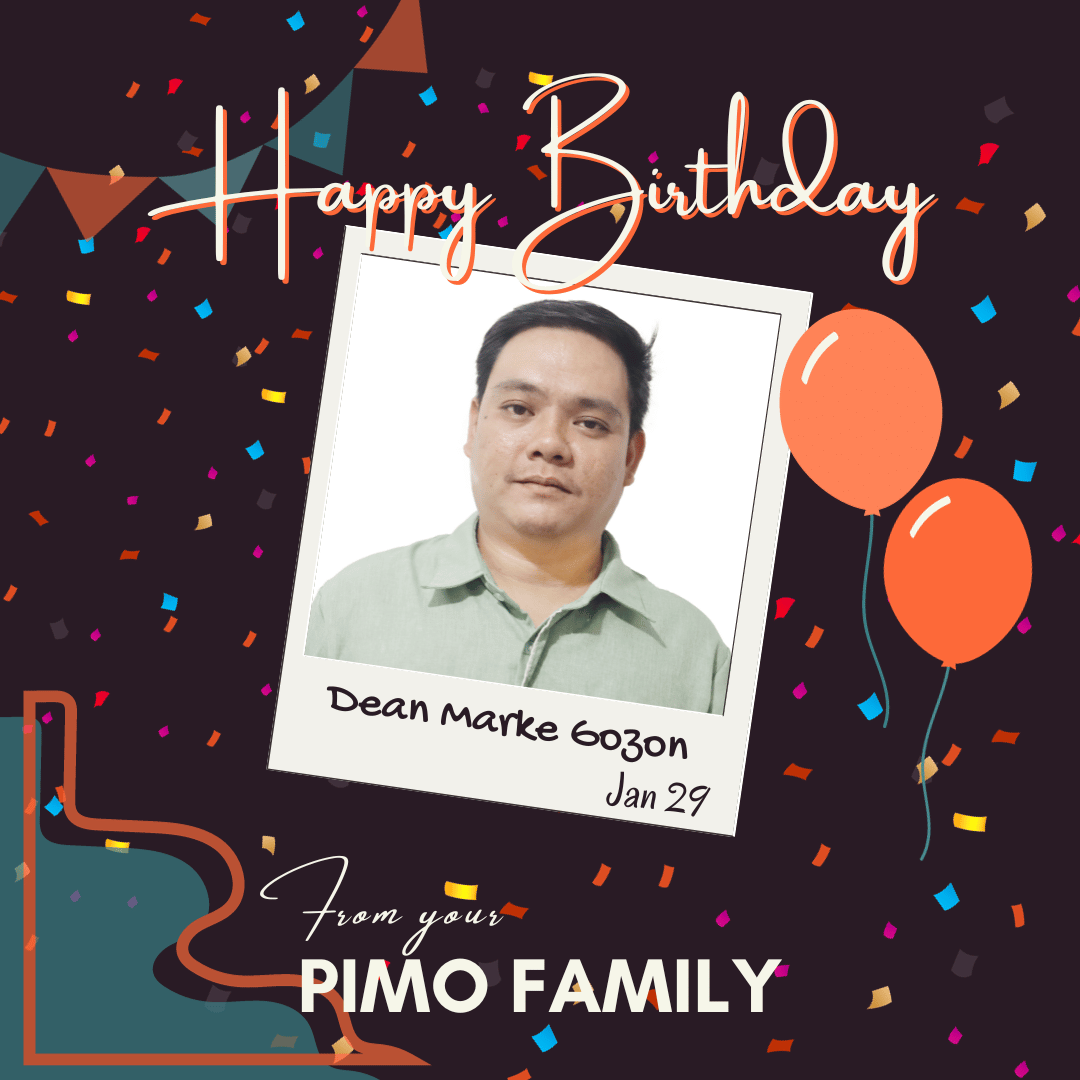 Happy Birthday
Dean Marke Gozon
Jan 29
From your
PIMO FAMILY